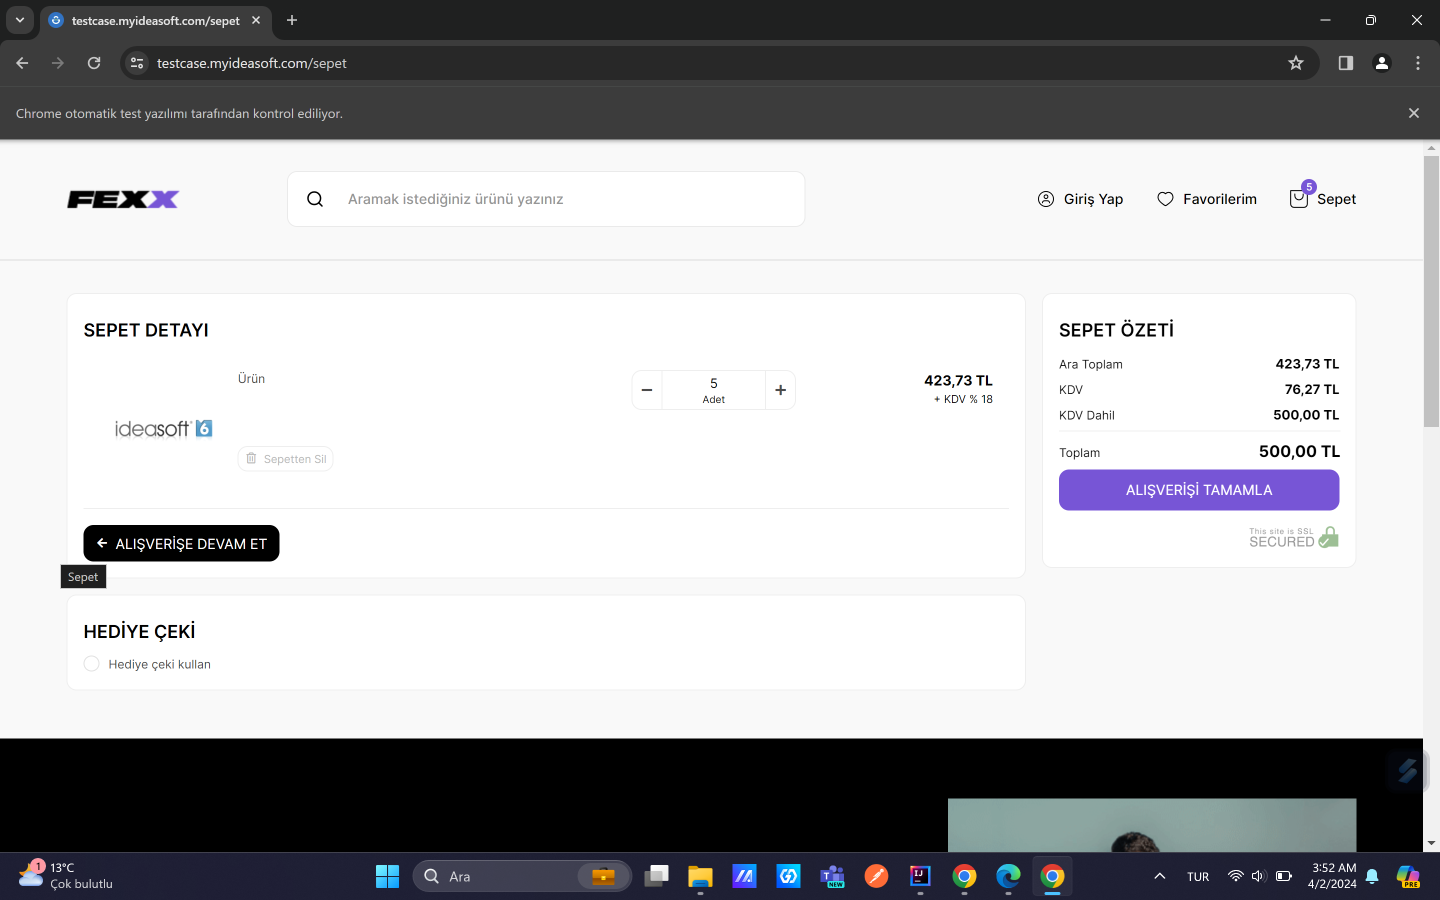 testcase.myideasoft.com/sepet
testcase.myideasoft.com/sepet
Chrome otomatik test yazılımı tarafından kontrol ediliyor.
FEXX
Aramak istediğiniz ürünü yazınız
Giriş Yap
Favorilerim
5
Sepet
SEPET DETAYI
Ürün
ideasoft 6
5
Adet
423,73 TL
+ KDV % 18
Sepetten Sil
ALIŞVERİŞE DEVAM ET
Sepet
HEDİYE ÇEKİ
Hediye çeki kullan
SEPET ÖZETİ
Ara Toplam 423,73 TL
KDV 76,27 TL
KDV Dahil 500,00 TL
Toplam 500,00 TL
ALIŞVERİŞİ TAMAMLA
This site is SSL
SECURED
1
13°C
Çok bulutlu
Ara
NEW
TUR
3:52 AM
4/2/2024
PRE